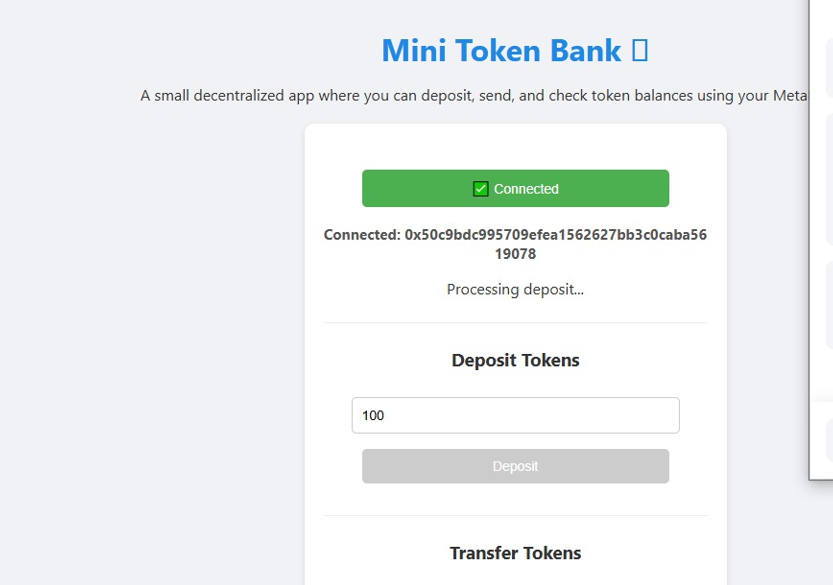 Mini Token Bank
A small decentralized app where you can deposit, send, and check token balances using your Meta
✅ Connected
Connected: 0x50c9bdc995709efea1562627bb3c0caba56
19078
Processing deposit...
Deposit Tokens
100
Deposit
Transfer Tokens